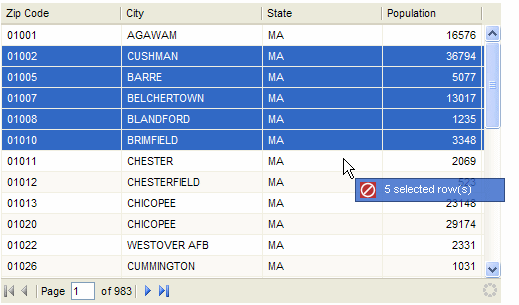 Zip Code City State Population
01001 AGAWAM MA 16576
01002 CUSHMAN MA 36794
01005 BARRE MA 5077
01007 BELCHERTOWN MA 13017
01008 BLANDFORD MA 1235
01010 BRIMFIELD MA 3348
01011 CHESTER MA 2069
01012 CHESTERFIELD MA
5 selected row(s)
01013 CHICOPEE MA 23148
01020 CHICOPEE MA 29174
01022 WESTOVER AFB MA 2331
01026 CUMMINGTON MA 1031
Page 1 of 983